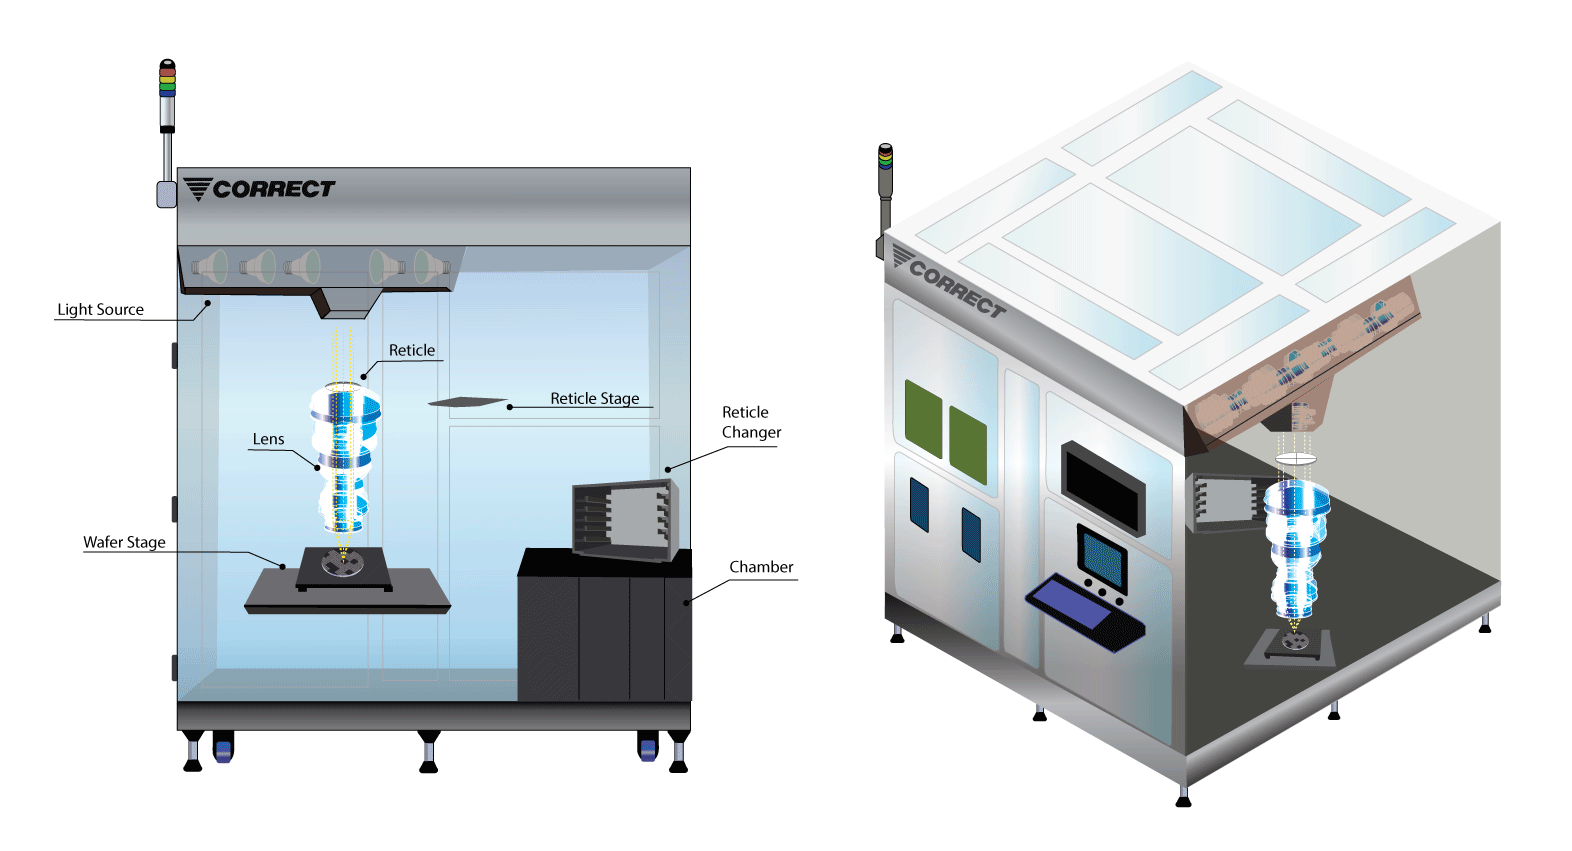 CORRECT
Light Source
Reticle
Reticle Stage
Reticle
Changer
Lens
Wafer Stage
Chamber
CORRECT